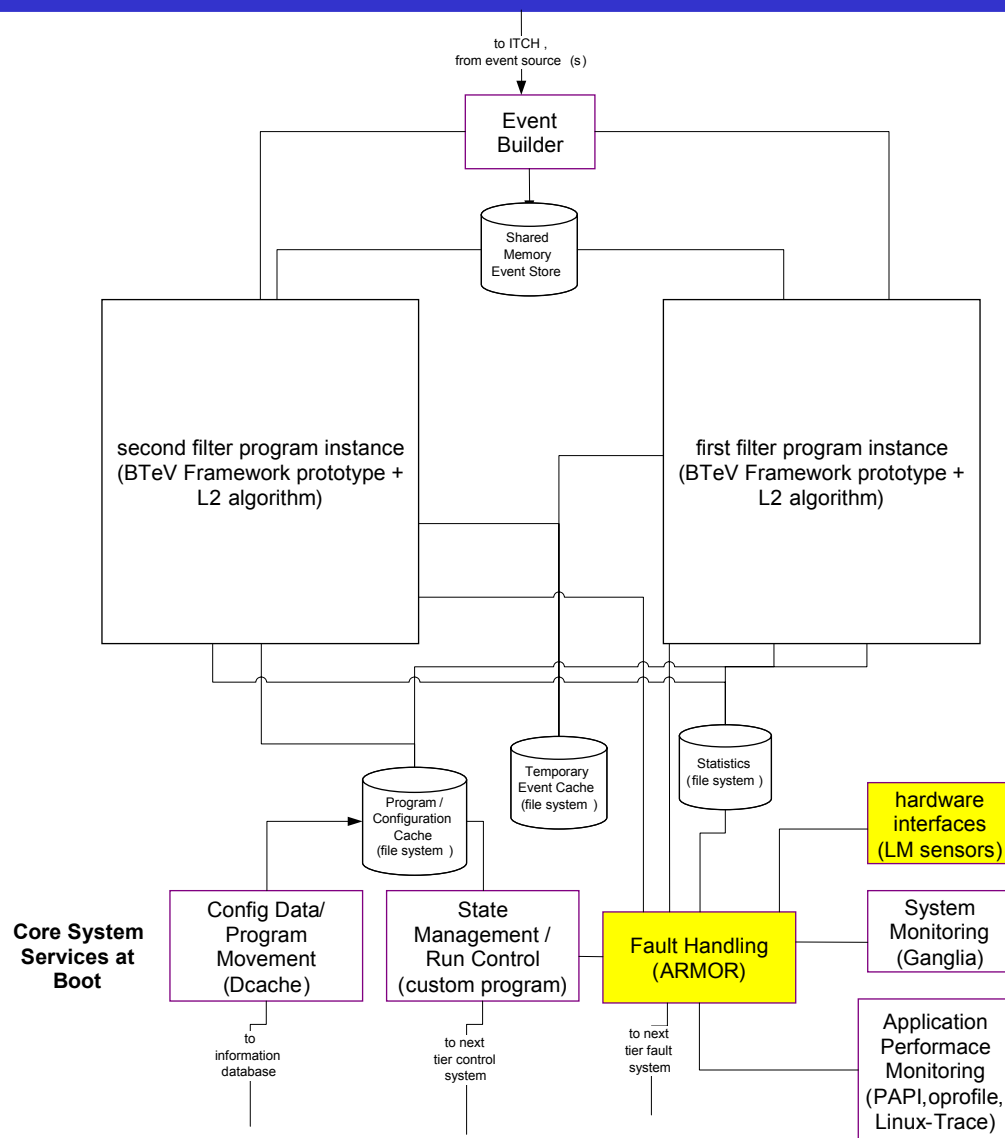 to ITCH ,
from event source (s)
Event
Builder
Shared
Memory
Event Store
second filter program instance
(BTeV Framework prototype +
L2 algorithm)
first filter program instance
(BTeV Framework prototype +
L2 algorithm)
Program /
Configuration
Cache
(file system )
Temporary
Event Cache
(file system )
Statistics
(file system )
hardware
interfaces
(LM sensors)
Core System
Services at
Boot
Config Data/
Program
Movement
(Dcache)
State
Management /
Run Control
(custom program)
Fault Handling
(ARMOR)
System
Monitoring
(Ganglia)
Application
Performace
Monitoring
(PAPI,oprofile,
Linux-Trace)
to
information
database
to next
tier control
system
to next
tier fault
system